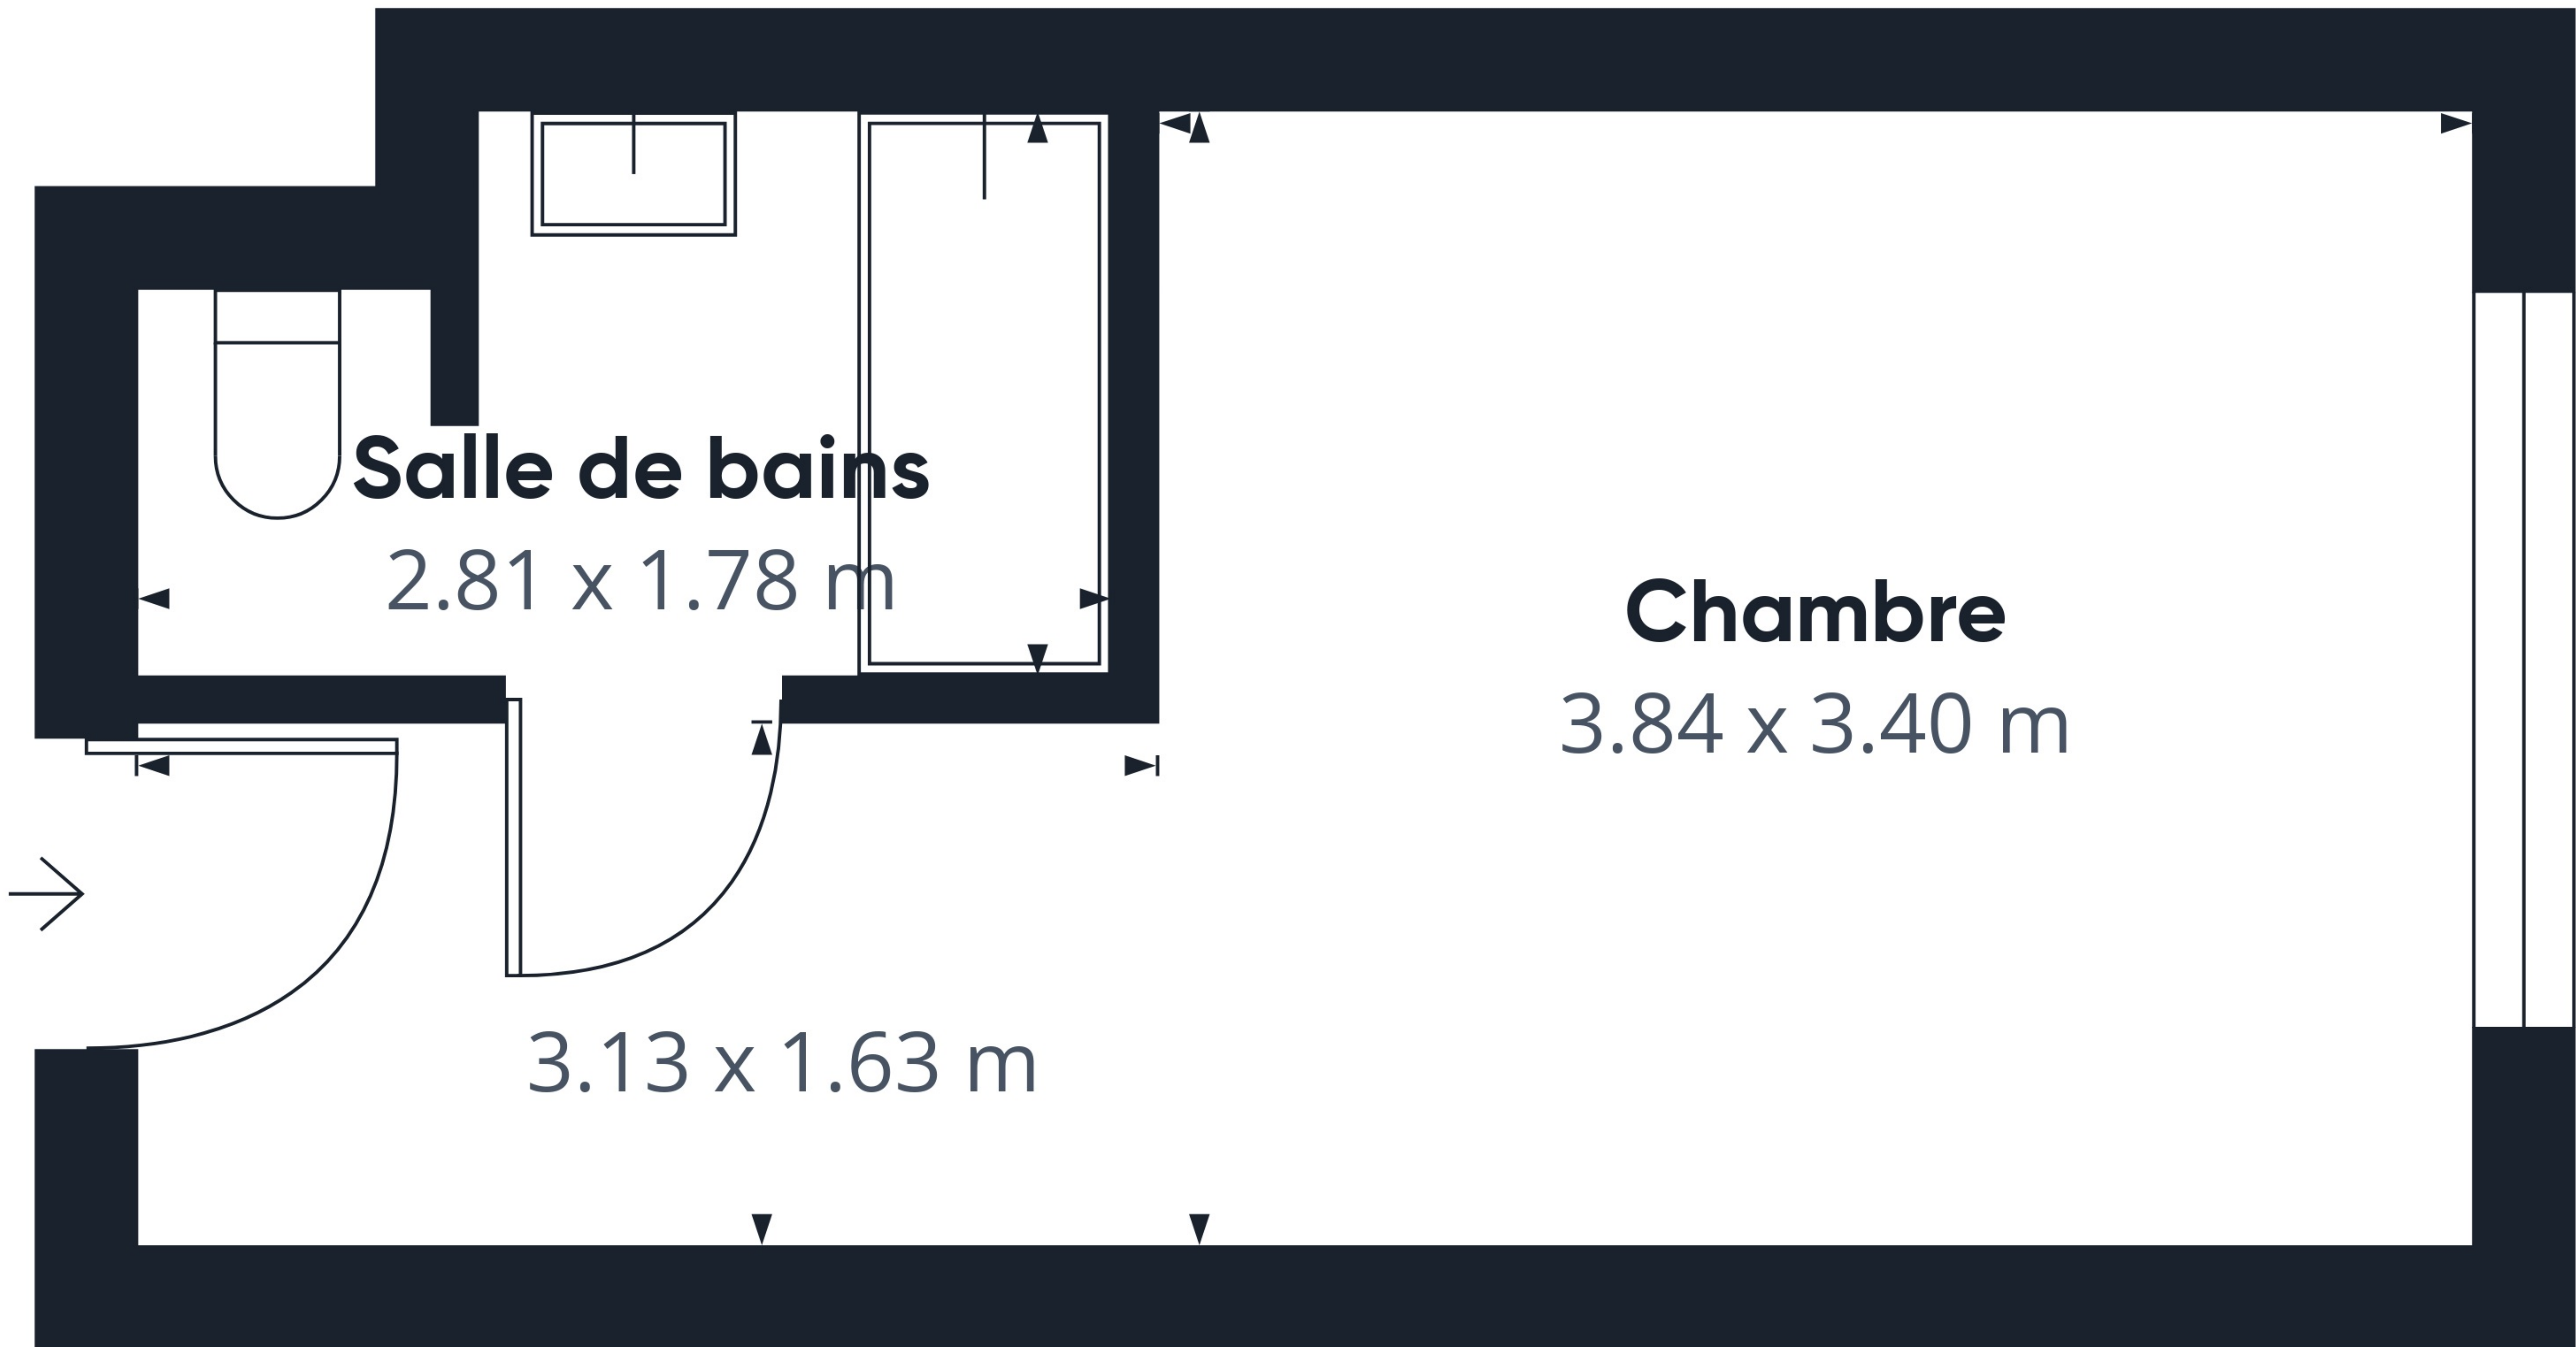 Salle de bains
2.81 x 1.78 m
Chambre
3.84 x 3.40 m
3.13 x 1.63 m